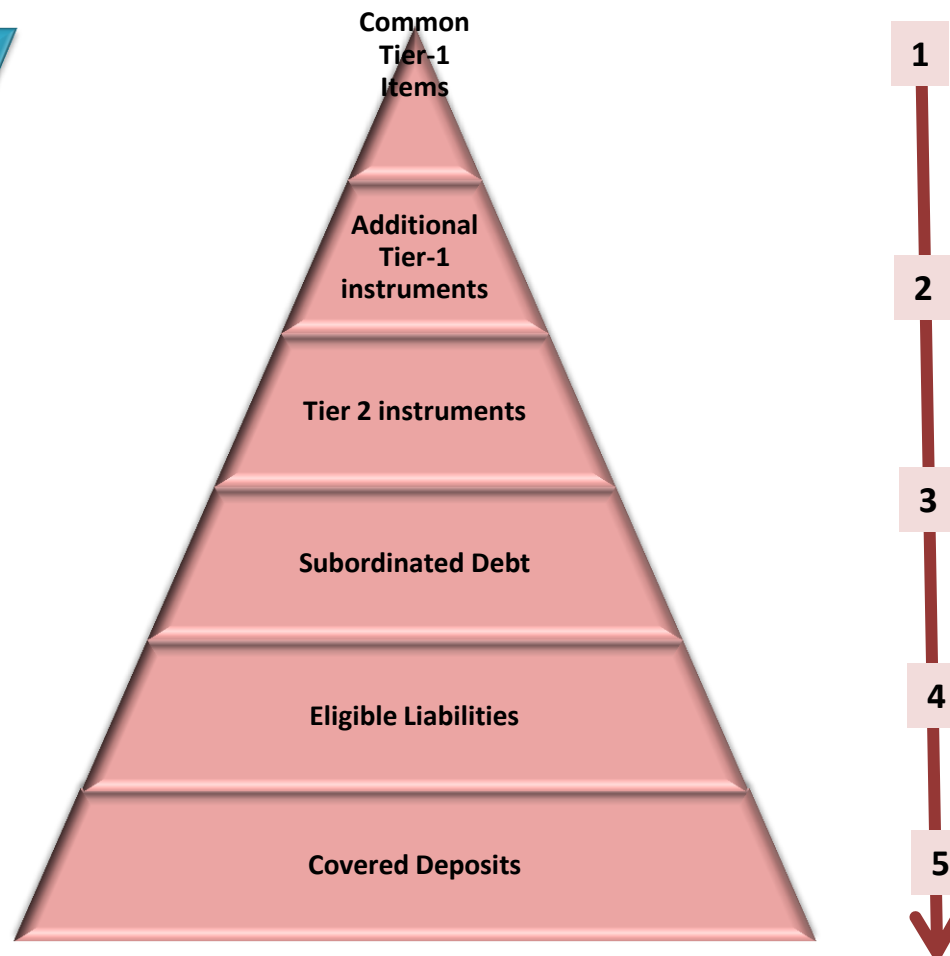 Common
Tier-1
Items
1
Additional
Tier-1
instruments
2
Tier 2 instruments
3
Subordinated Debt
4
Eligible Liabilities
5
Covered Deposits